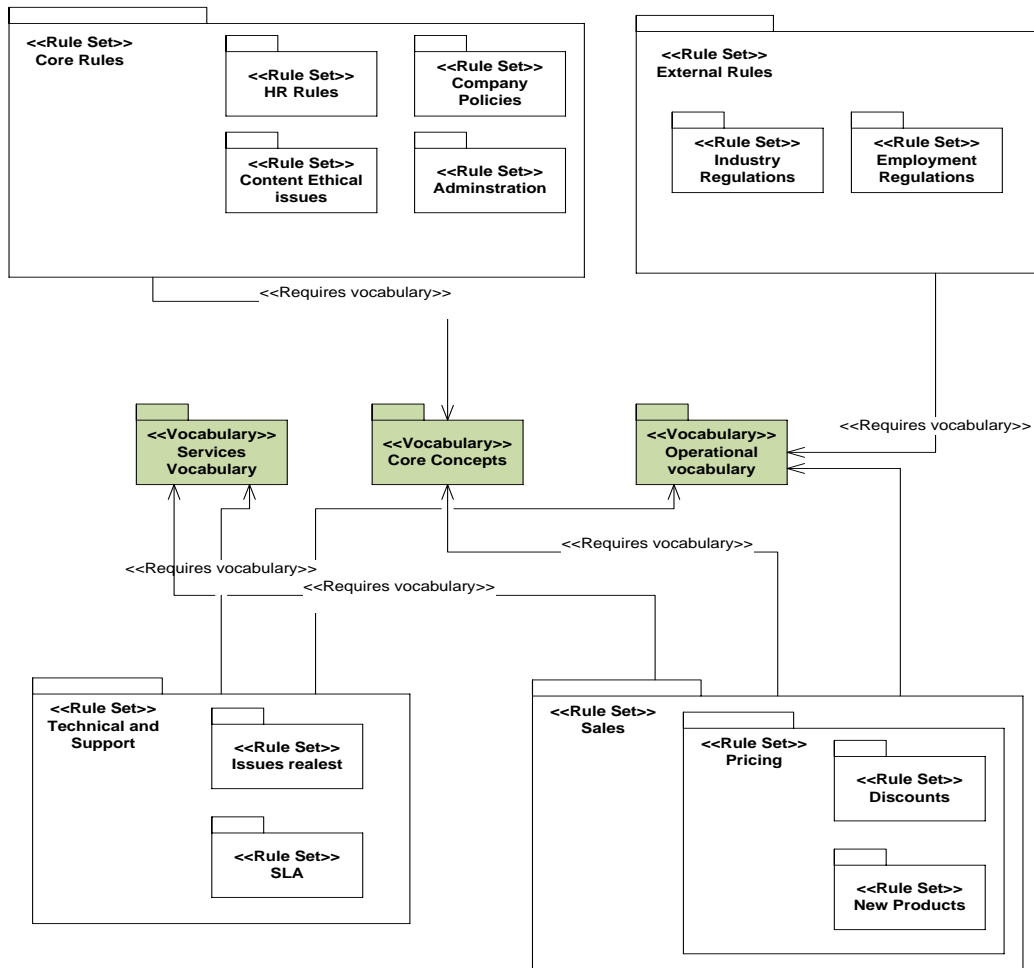 <<Rule Set>>
Core Rules
<<Rule Set>>
HR Rules
<<Rule Set>>
Company
Policies
<<Rule Set>>
Content Ethical
issues
<<Rule Set>>
Adminstration
<<Rule Set>>
External Rules
<<Rule Set>>
Industry
Regulations
<<Rule Set>>
Employment
Regulations
<<Requires vocabulary>>
<<Requires vocabulary>>
<<Vocabulary>>
Services
Vocabulary
<<Vocabulary>>
Core Concepts
<<Vocabulary>>
Operational
vocabulary
<<Requires vocabulary>>
<<Requires vocabulary>>
<<Requires vocabulary>>
<<Rule Set>>
Technical and
Support
<<Rule Set>>
Issues realest
<<Rule Set>>
SLA
<<Rule Set>>
Sales
<<Rule Set>>
Pricing
<<Rule Set>>
Discounts
<<Rule Set>>
New Products